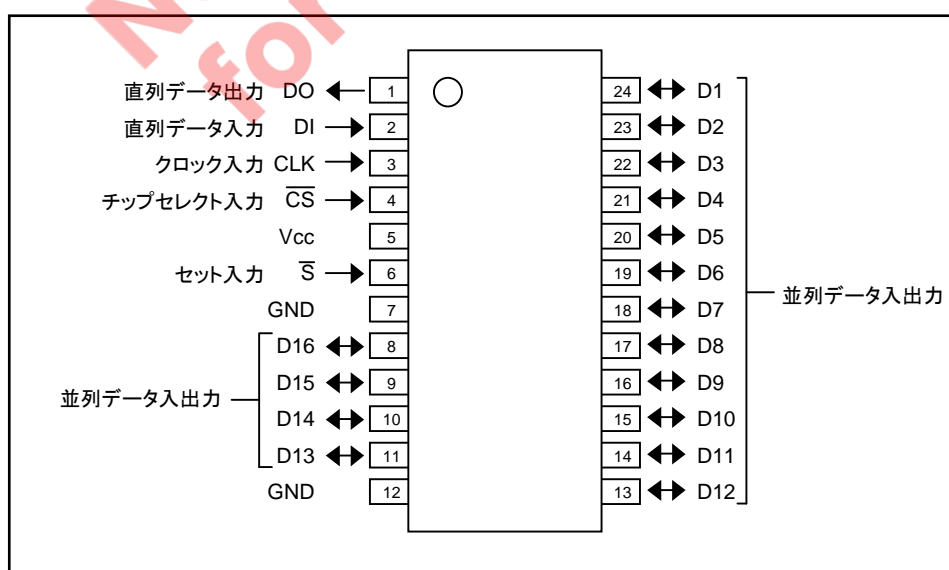 N
for
直列データ出力 DO 1
直列データ入力 DI 2
クロック入力 CLK 3
チップセレクト入力 C̅S̅ 4
Vcc 5
セット入力 S̅ 6
GND 7
D16 8
D15 9
D14 10
D13 11
並列データ入出力
GND 12
24 D1
23 D2
22 D3
21 D4
20 D5
19 D6
18 D7
17 D8
16 D9
15 D10
14 D11
13 D12
並列データ入出力